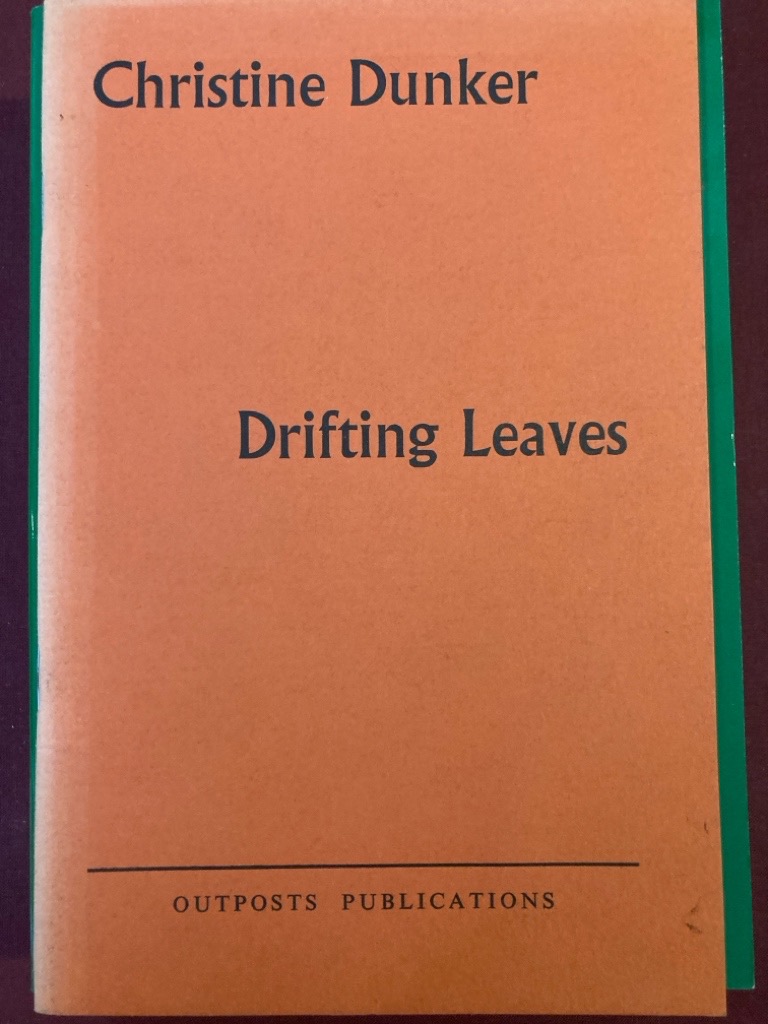 Christine Dunker
Drifting Leaves
OUTPOSTS PUBLICATIONS